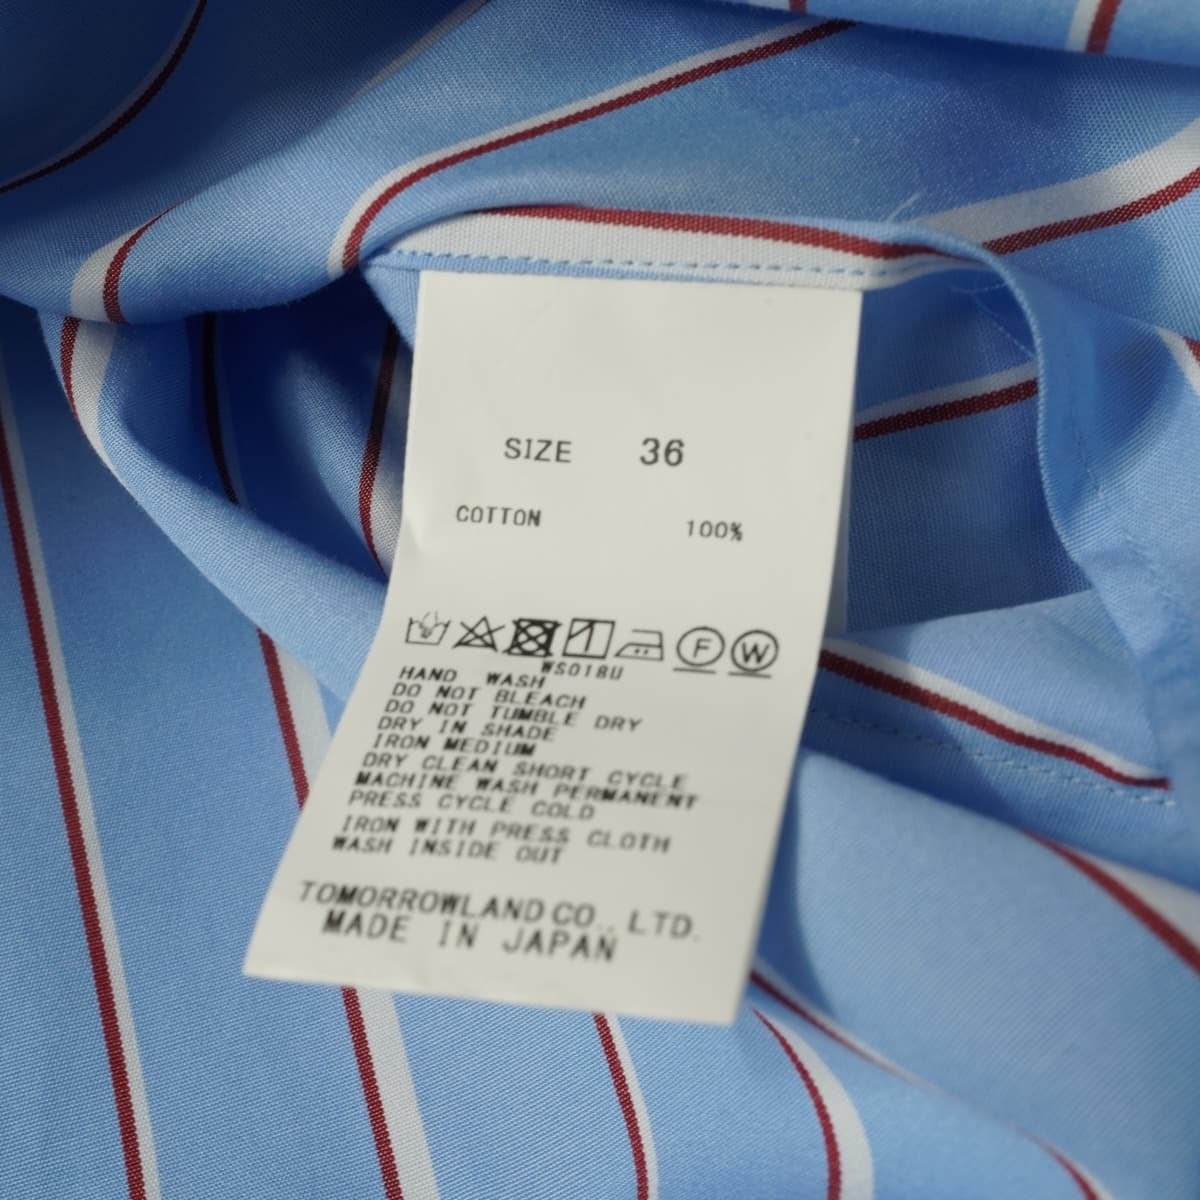 SIZE 36
COTTON 100%
F W
WS018U
HAND WASH
DO NOT BLEACH
DO NOT TUMBLE DRY
DRY IN SHADE
IRON MEDIUM
DRY CLEAN SHORT CYCLE
MACHINE WASH PERMANENT
PRESS CYCLE COLD
IRON WITH PRESS CLOTH
WASH INSIDE OUT
TOMORROWLAND CO., LTD.
MADE IN JAPAN